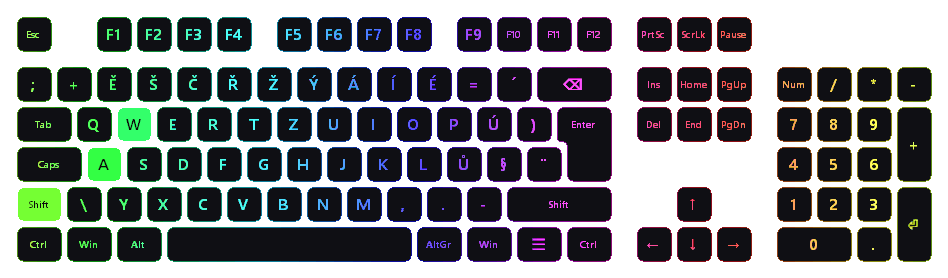 Esc F1 F2 F3 F4 F5 F6 F7 F8 F9 F10 F11 F12 PrtSc ScrLk Pause
; + Ě Š Č Ř Ž Ý Á Í É = ´ ⌫ Ins Home PgUp Num / * -
Tab Q W E R T Z U I O P Ú ) Enter Del End PgDn 7 8 9 +
Caps A S D F G H J K L Ů § ¨ 4 5 6
Shift \ Y X C V B N M , . - Shift ↑ 1 2 3 ⏎
Ctrl Win Alt AltGr Win ☰ Ctrl ← ↓ → 0 .